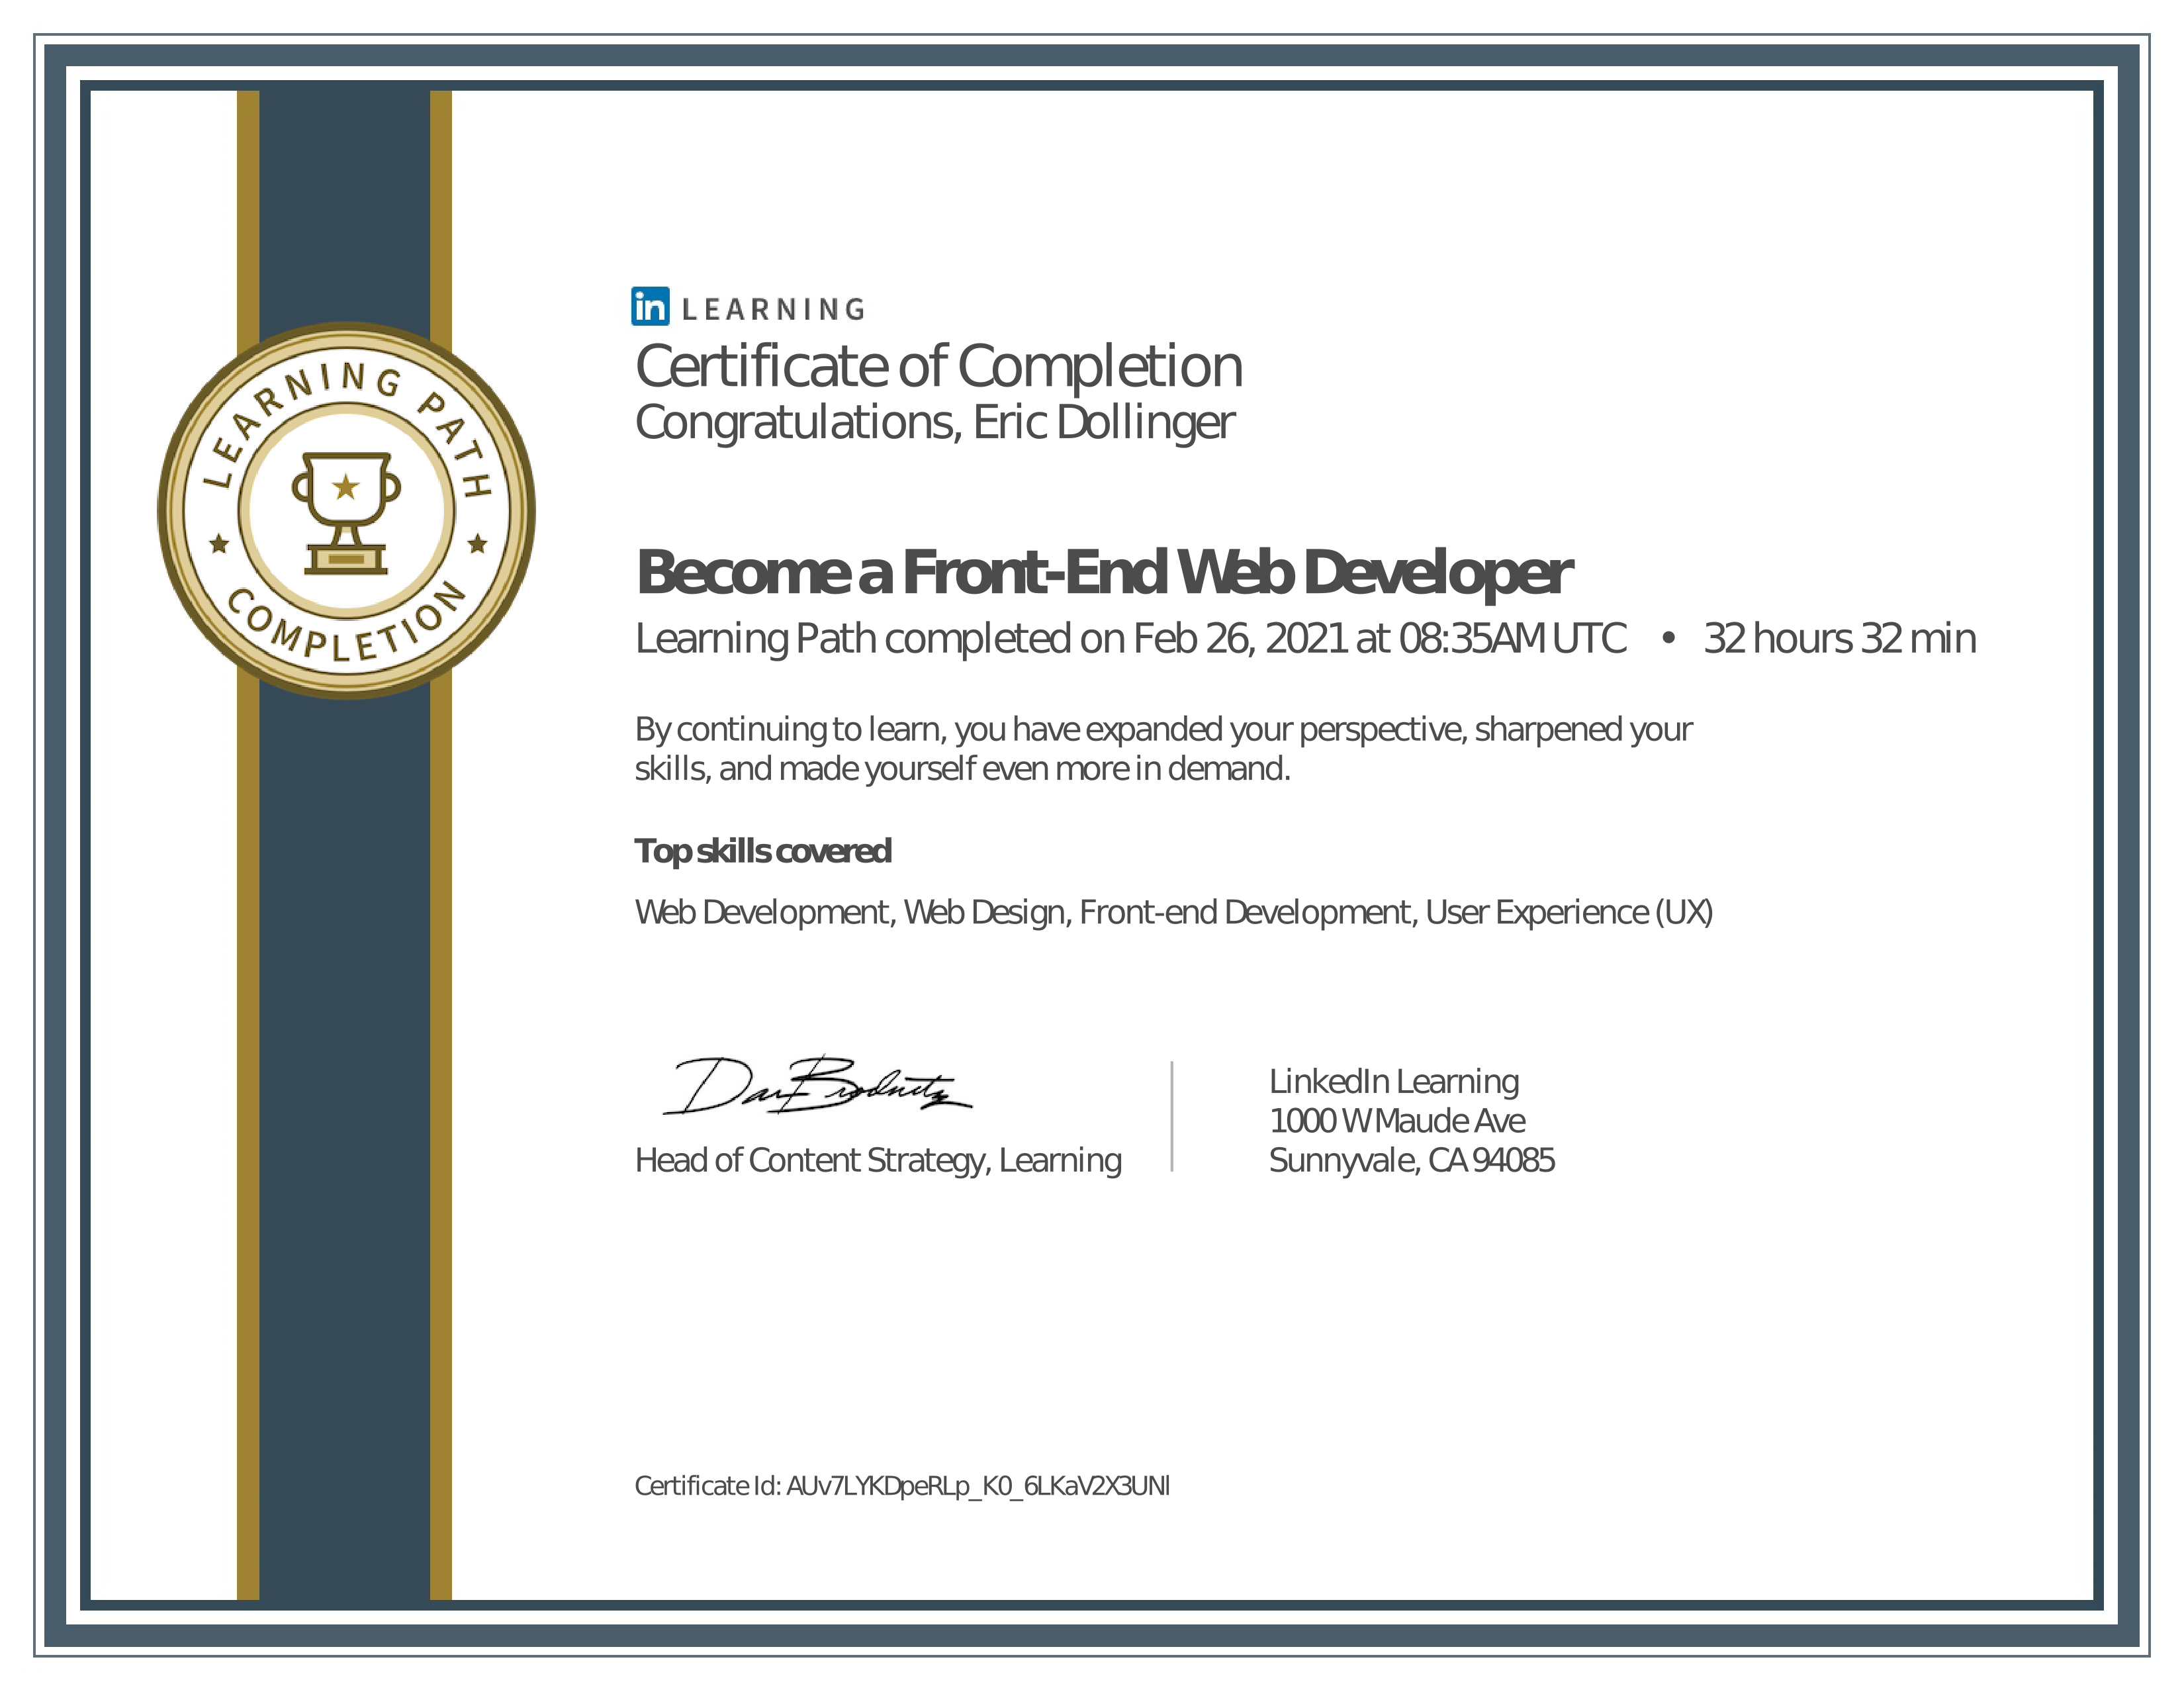 LEARNING PATH
COMPLETION
in LEARNING
Certificate of Completion
Congratulations, Eric Dollinger
Become a Front-End Web Developer
Learning Path completed on Feb 26, 2021 at 08:35AM UTC • 32 hours 32 min
By continuing to learn, you have expanded your perspective, sharpened your
skills, and made yourself even more in demand.
Top skills covered
Web Development, Web Design, Front-end Development, User Experience (UX)
Dan Brodnitz
Head of Content Strategy, Learning
LinkedIn Learning
1000 W Maude Ave
Sunnyvale, CA 94085
Certificate Id: AUv7LYKDpeRLp_K0_6LKaV2X3UNl